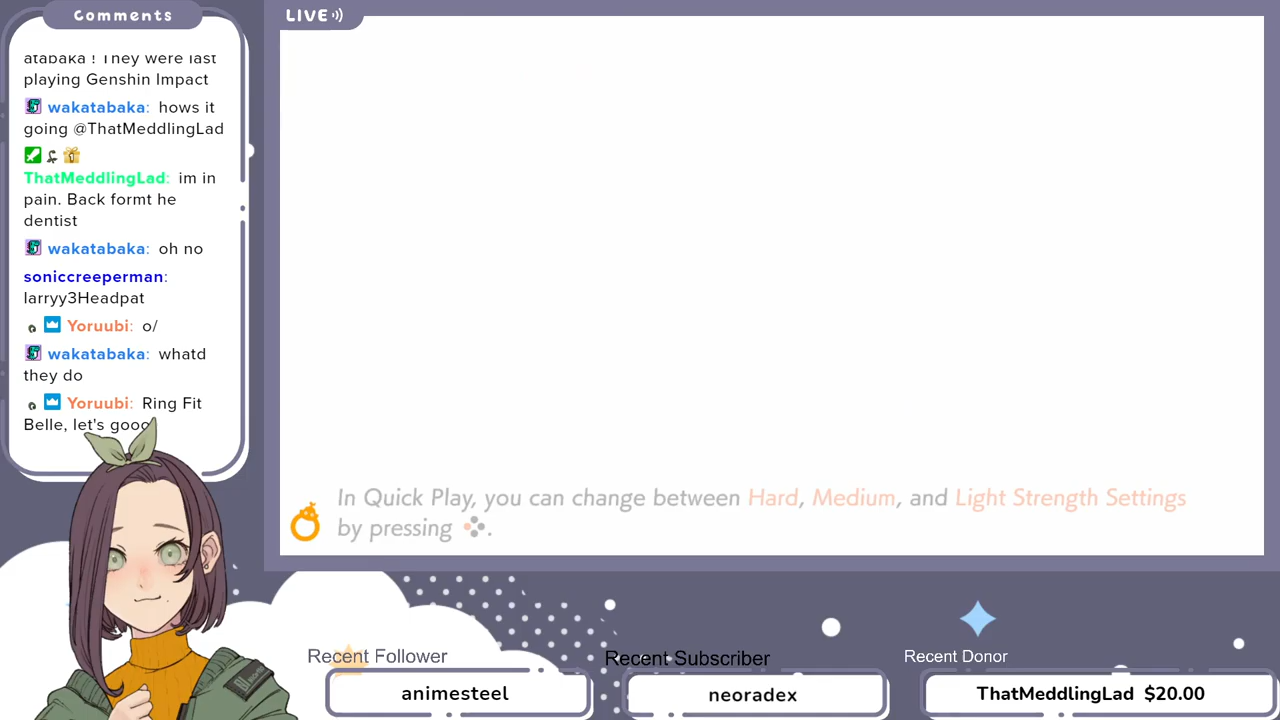 Comments
LIVE
atabaka ! They were last
playing Genshin Impact
wakatabaka: hows it
going @ThatMeddlingLad
ThatMeddlingLad: im in
pain. Back formt he
dentist
wakatabaka: oh no
soniccreeperman:
larryy3Headpat
Yoruubi: o/
wakatabaka: whatd
they do
Yoruubi: Ring Fit
Belle, let's gooo
In Quick Play, you can change between Hard, Medium, and Light Strength Settings
by pressing .
Recent Follower
animesteel
Recent Subscriber
neoradex
Recent Donor
ThatMeddlingLad $20.00